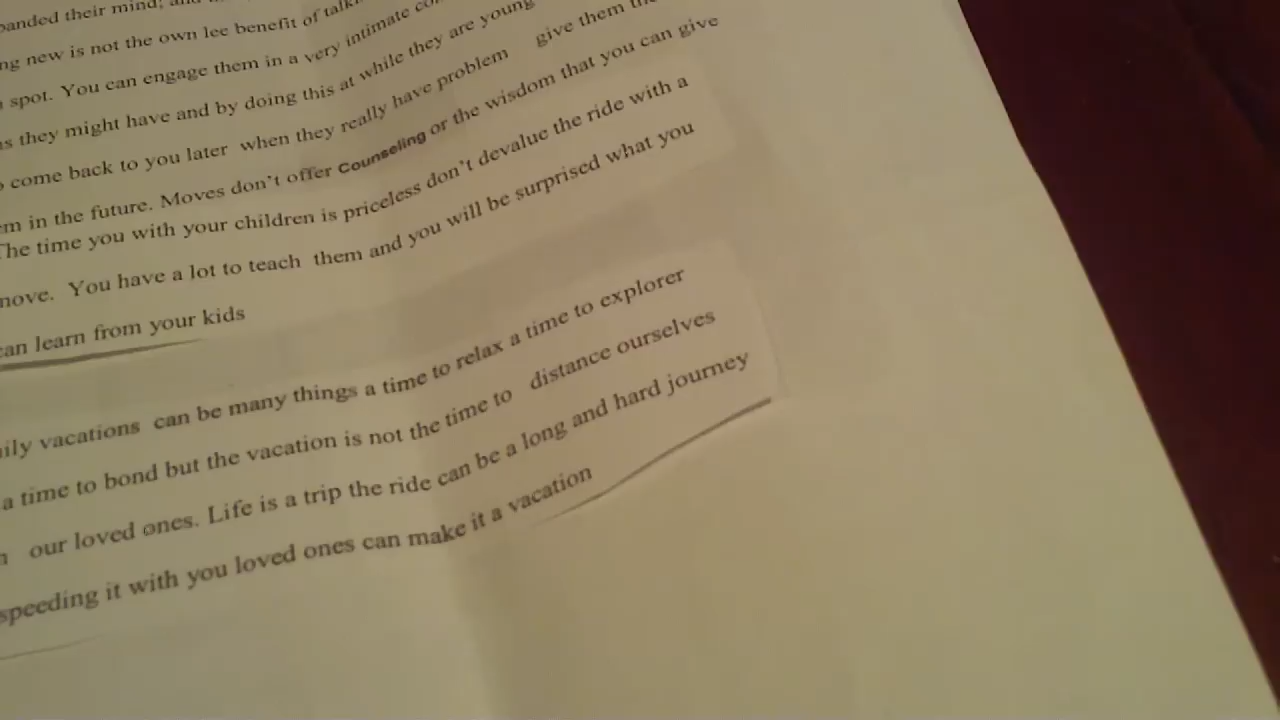 panded their mind;
ng new is not the own lee benefit of
spot. You can engage them in a very intimate
they might have and by doing this at while they are young
come back to you later when they really have problem give them
in the future. Moves don't offer Counseling or the wisdom that you can give
The time you with your children is priceless don't devalue the ride with a
move. You have a lot to teach them and you will be surprised what you
can learn from your kids
vacations can be many things a time to relax a time to explorer
a time to bond but the vacation is not the time to distance ourselves
our loved ones. Life is a trip the ride can be a long and hard journey
speeding it with you loved ones can make it a vacation